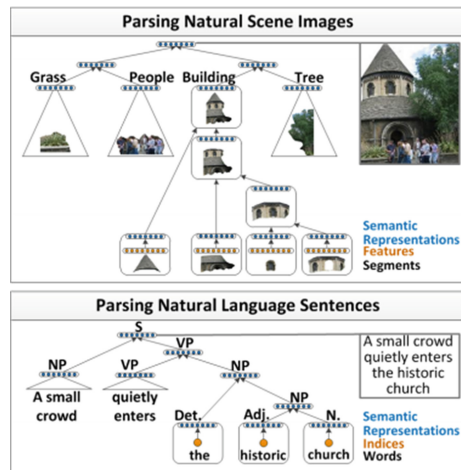 Parsing Natural Scene Images
Grass People Building Tree
Semantic
Representations
Features
Segments
Parsing Natural Language Sentences
S
VP
NP VP NP
A small crowd
quietly enters
the historic
church
A small
crowd
quietly
enters
NP
Det. Adj. N.
the historic church
Semantic
Representations
Indices
Words